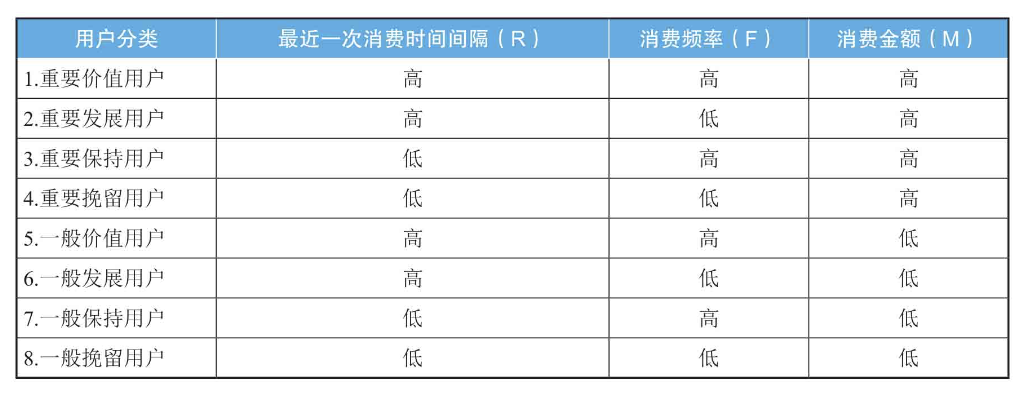 用户分类 最近一次消费时间间隔（R） 消费频率（F） 消费金额（M）
1.重要价值用户 高 高 高
2.重要发展用户 高 低 高
3.重要保持用户 低 高 高
4.重要挽留用户 低 低 高
5.一般价值用户 高 高 低
6.一般发展用户 高 低 低
7.一般保持用户 低 高 低
8.一般挽留用户 低 低 低